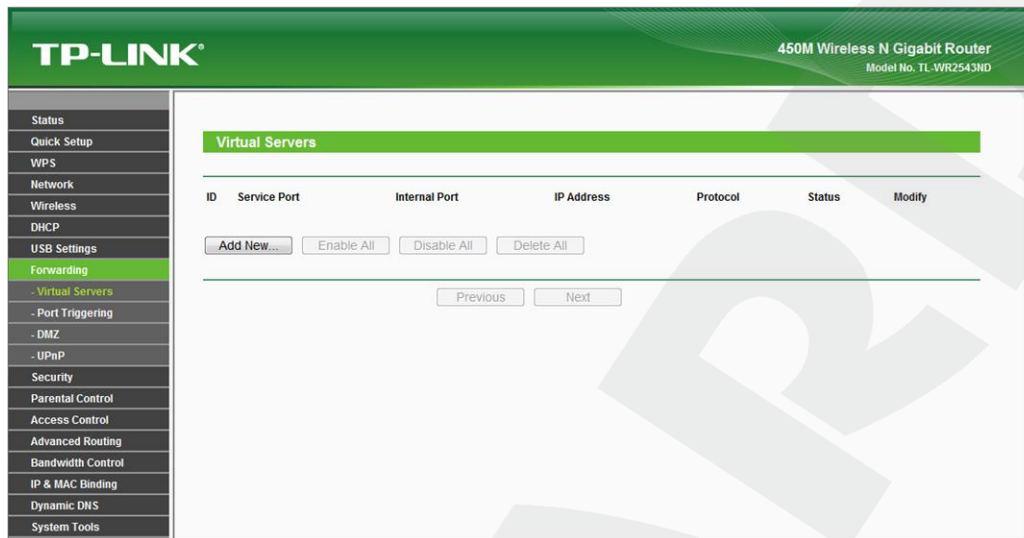 TP-LINK®
450M Wireless N Gigabit Router
Model No. TL-WR2543ND
Status
Quick Setup
WPS
Network
Wireless
DHCP
USB Settings
Forwarding
- Virtual Servers
- Port Triggering
- DMZ
- UPnP
Security
Parental Control
Access Control
Advanced Routing
Bandwidth Control
IP & MAC Binding
Dynamic DNS
System Tools
Virtual Servers
ID Service Port Internal Port IP Address Protocol Status Modify
Add New... Enable All Disable All Delete All
Previous Next